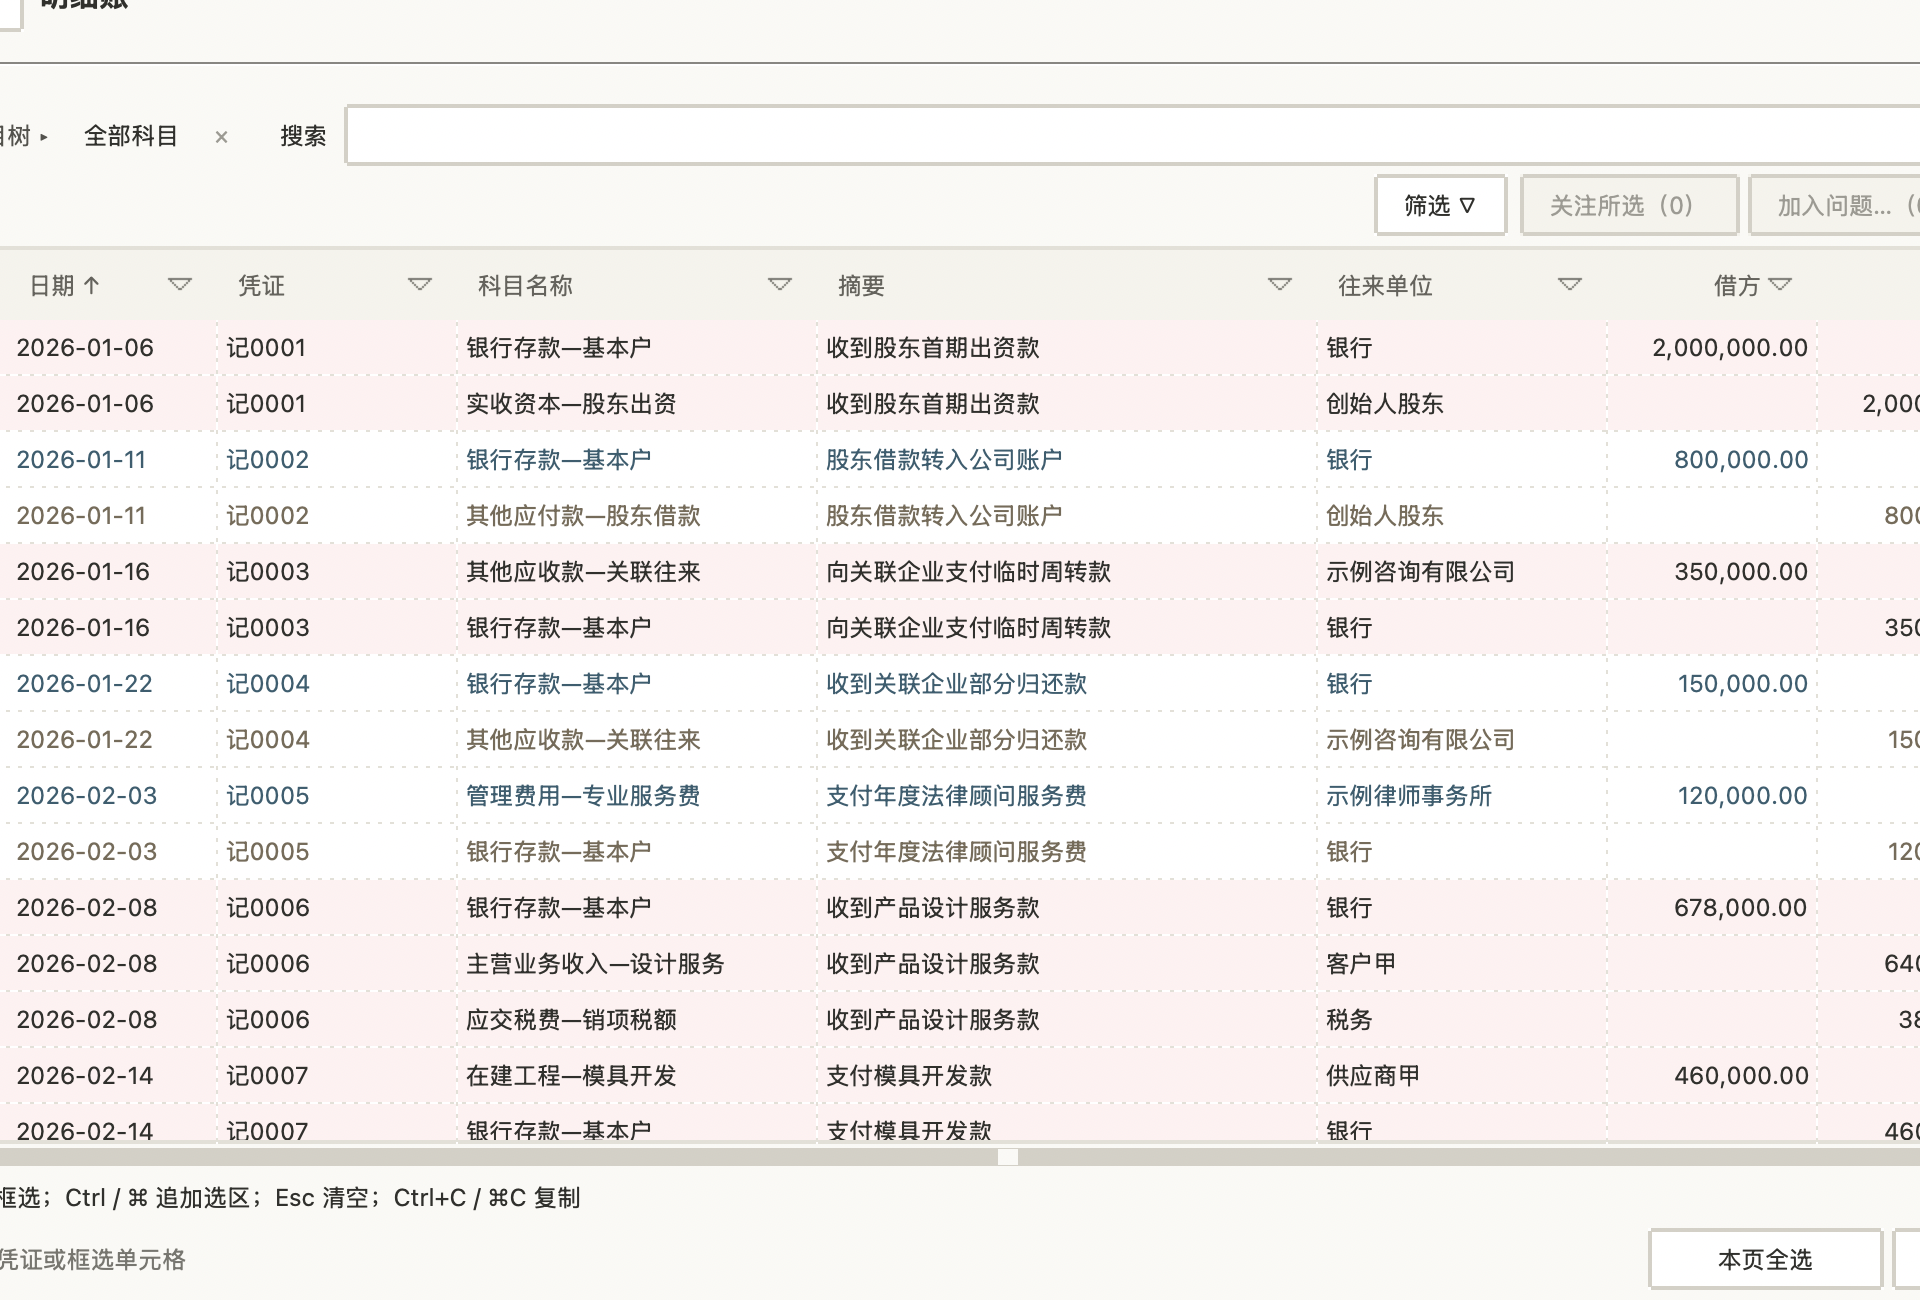 明细账
目树 ▸ 全部科目 × 搜索
筛选 ▽ 关注所选（0） 加入问题…（
日期 ↑ 凭证 科目名称 摘要 往来单位 借方
2026-01-06 记0001 银行存款—基本户 收到股东首期出资款 银行 2,000,000.00
2026-01-06 记0001 实收资本—股东出资 收到股东首期出资款 创始人股东 2,000
2026-01-11 记0002 银行存款—基本户 股东借款转入公司账户 银行 800,000.00
2026-01-11 记0002 其他应付款—股东借款 股东借款转入公司账户 创始人股东 800
2026-01-16 记0003 其他应收款—关联往来 向关联企业支付临时周转款 示例咨询有限公司 350,000.00
2026-01-16 记0003 银行存款—基本户 向关联企业支付临时周转款 银行 350
2026-01-22 记0004 银行存款—基本户 收到关联企业部分归还款 银行 150,000.00
2026-01-22 记0004 其他应收款—关联往来 收到关联企业部分归还款 示例咨询有限公司 150
2026-02-03 记0005 管理费用—专业服务费 支付年度法律顾问服务费 示例律师事务所 120,000.00
2026-02-03 记0005 银行存款—基本户 支付年度法律顾问服务费 银行 120
2026-02-08 记0006 银行存款—基本户 收到产品设计服务款 银行 678,000.00
2026-02-08 记0006 主营业务收入—设计服务 收到产品设计服务款 客户甲 640
2026-02-08 记0006 应交税费—销项税额 收到产品设计服务款 税务 38
2026-02-14 记0007 在建工程—模具开发 支付模具开发款 供应商甲 460,000.00
2026-02-14 记0007 银行存款—基本户 支付模具开发款 银行 460
框选；Ctrl / ⌘ 追加选区；Esc 清空；Ctrl+C / ⌘C 复制
凭证或框选单元格
本页全选